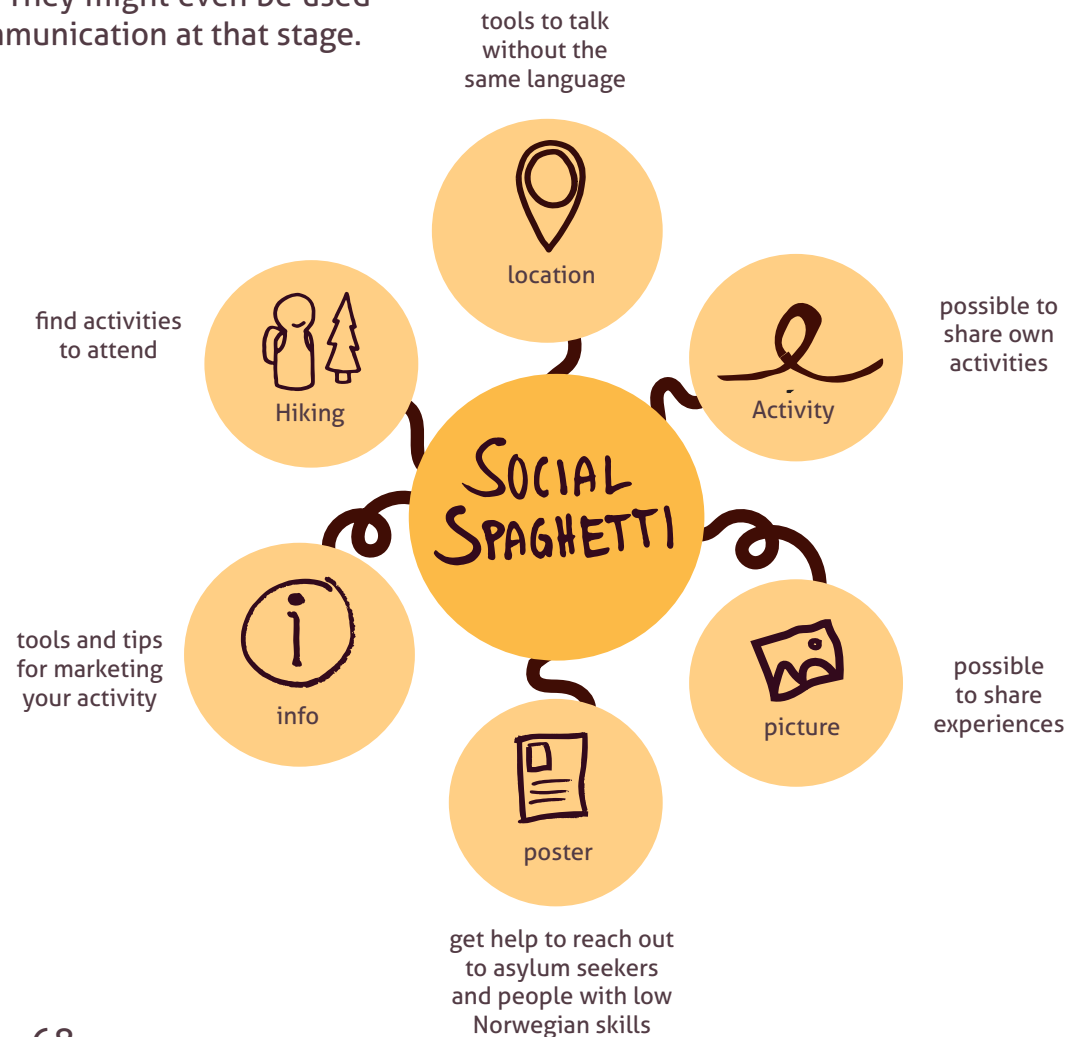 They might even be used
mmunication at that stage.
tools to talk
without the
same language
location
find activities
to attend
Hiking
possible to
share own
activities
Activity
SOCIAL
SPAGHETTI
tools and tips
for marketing
your activity
info
possible
to share
experiences
picture
poster
get help to reach out
to asylum seekers
and people with low
Norwegian skills
68